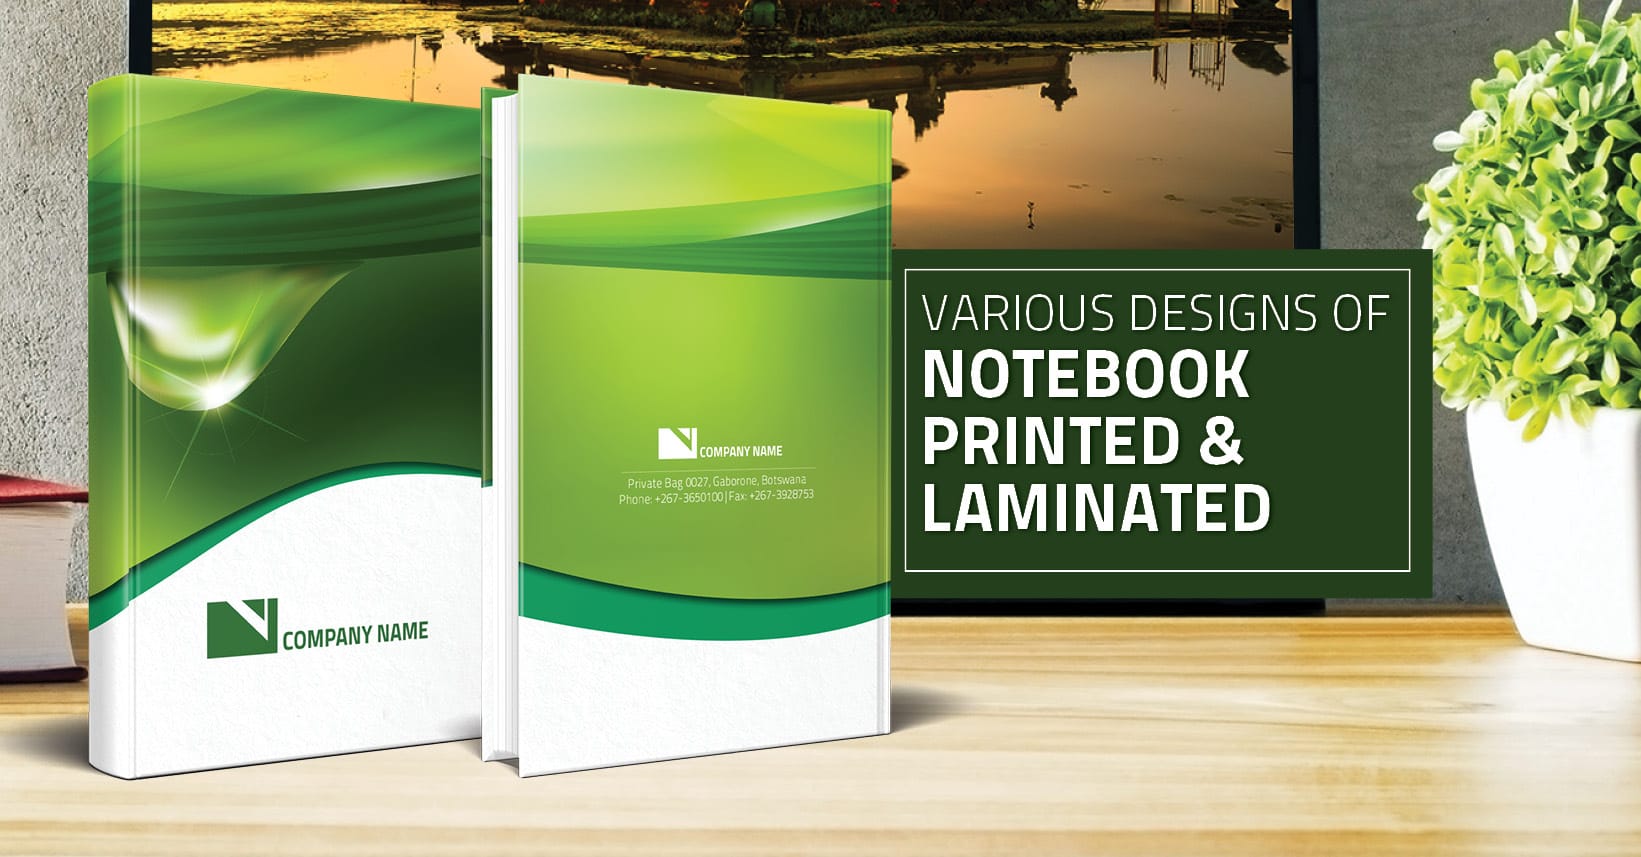 COMPANY NAME
COMPANY NAME
Private Bag 0027, Gaborone, Botswana
Phone: +267-3650100 | Fax: +267-3928753
VARIOUS DESIGNS OF
NOTEBOOK
PRINTED &
LAMINATED